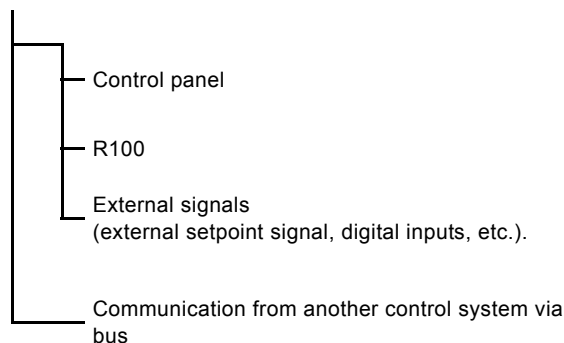 Control panel
R100
External signals
(external setpoint signal, digital inputs, etc.).
Communication from another control system via
bus